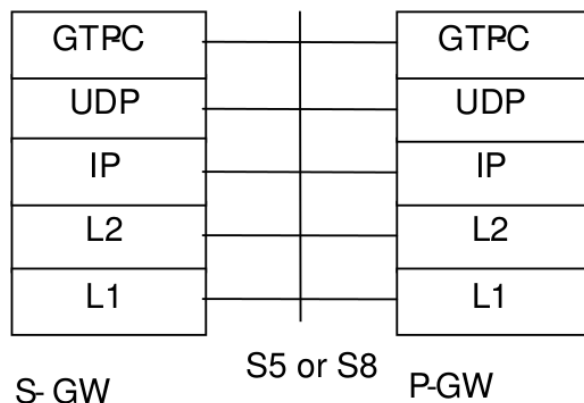 GTP-C
UDP
IP
L2
L1
GTP-C
UDP
IP
L2
L1
S5 or S8
S- GW
P-GW